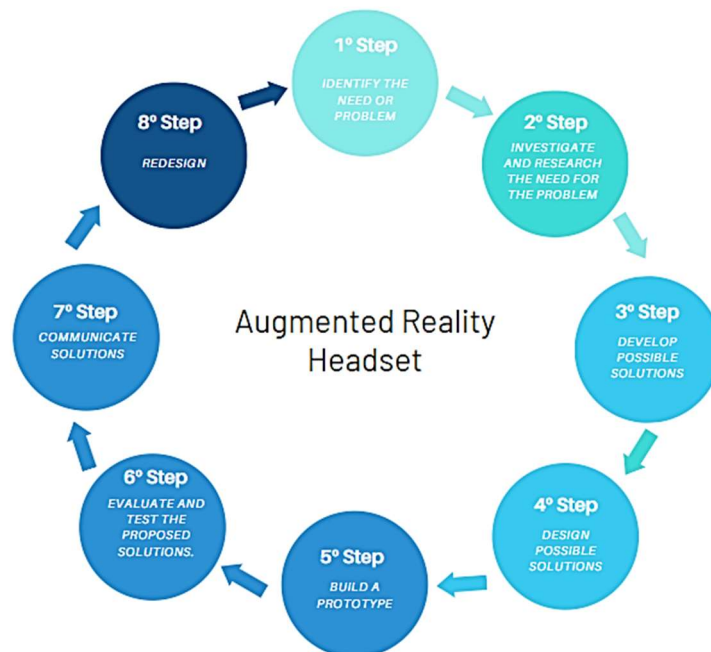 1º Step
IDENTIFY THE
NEED OR
PROBLEM
2º Step
INVESTIGATE
AND RESEARCH
THE NEED FOR
THE PROBLEM
3º Step
DEVELOP
POSSIBLE
SOLUTIONS
4º Step
DESIGN
POSSIBLE
SOLUTIONS
5º Step
BUILD A
PROTOTYPE
6º Step
EVALUATE AND
TEST THE
PROPOSED
SOLUTIONS.
7º Step
COMMUNICATE
SOLUTIONS
8º Step
REDESIGN
Augmented Reality
Headset